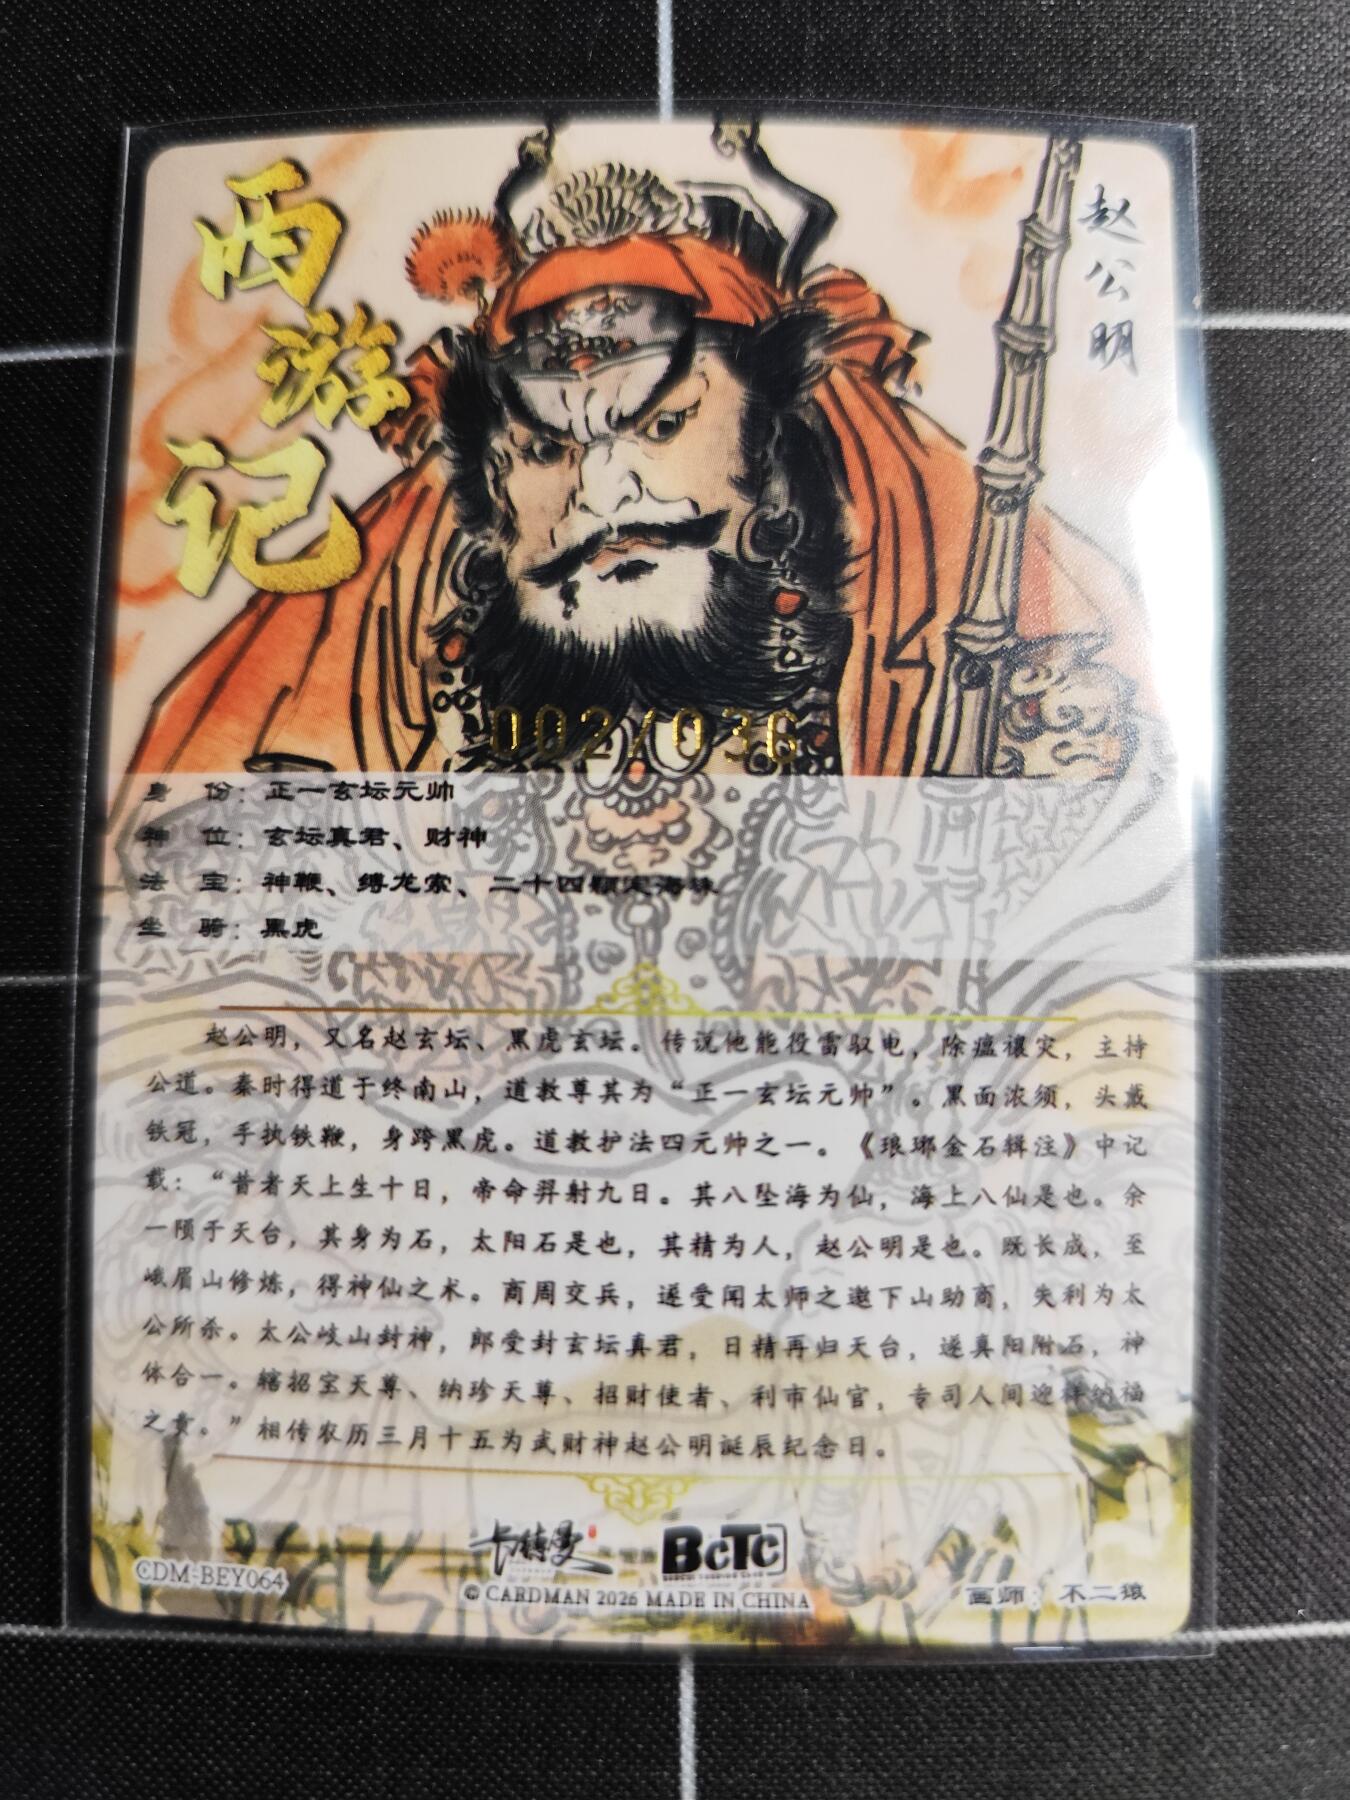 西游记
赵公明
002/036
身 份：正一玄坛元帅
神 位：玄坛真君、财神
法 宝：神鞭、缚龙索、二十四颗定海珠
坐 骑：黑虎
赵公明，又名赵玄坛、黑虎玄坛。传说他能役雷驭电，除瘟禳灾，主持
公道。秦时得道于终南山，道教尊其为“正一玄坛元帅”。黑面浓须，头戴
铁冠，手执铁鞭，身跨黑虎。道教护法四元帅之一。《琅琊金石辑注》中记
载：“昔者天上生十日，帝命羿射九日。其八坠海为仙，海上八仙是也。余
一陨于天台，其身为石，太阳石是也，其精为人，赵公明是也。既长成，至
峨眉山修炼，得神仙之术。商周交兵，遂受闻太师之邀下山助商，失利为太
公所杀。太公岐山封神，郎受封玄坛真君，日精再归天台，遂真阳附石，神
体合一。辖招宝天尊、纳珍天尊、招财使者、利市仙官，专司人间迎祥纳福
之责。”相传农历三月十五为武财神赵公明诞辰纪念日。
卡特曼 BCTC
CDM-BEY064
© CARDMAN 2026 MADE IN CHINA
画师：不二猿